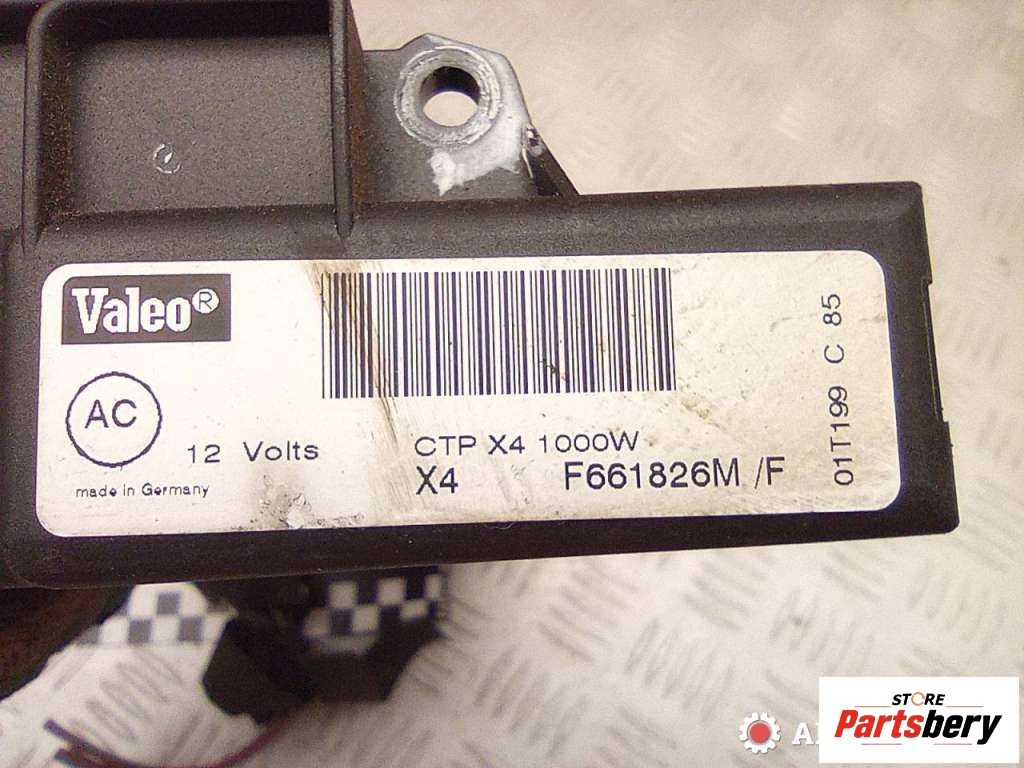 Valeo®
AC
12 Volts
made in Germany
CTP X4 1000W
X4 F661826M /F
01T199 C 85
STORE
Partsbery